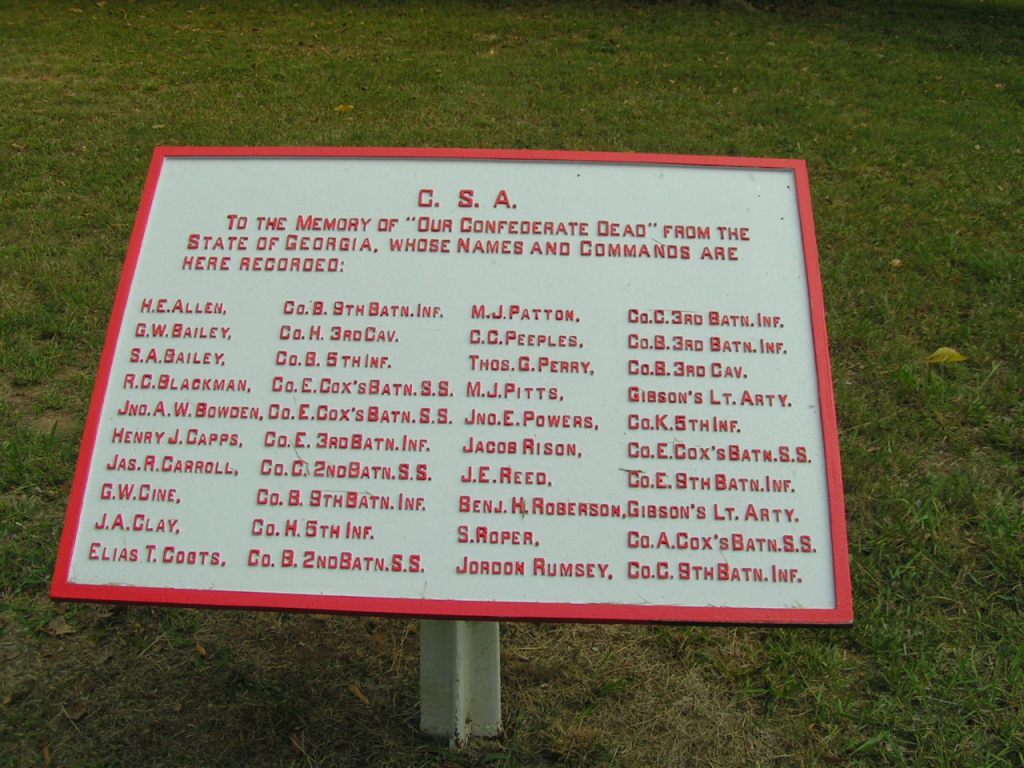 C. S. A.
TO THE MEMORY OF "OUR CONFEDERATE DEAD" FROM THE
STATE OF GEORGIA, WHOSE NAMES AND COMMANDS ARE
HERE RECORDED:
H.E. ALLEN, CO. B. 9TH BATN. INF. M.J. PATTON, CO. C. 3RD BATN. INF.
G.W. BAILEY, CO. H. 3RD CAV. C.C. PEEPLES, CO. B. 3RD BATN. INF.
S.A. BAILEY, CO. B. 5TH INF. THOS. G. PERRY, CO. B. 3RD CAV.
R.C. BLACKMAN, CO. E. COX'S BATN. S.S. M.J. PITTS, GIBSON'S LT. ARTY.
JNO. A.W. BOWDEN, CO. E. COX'S BATN. S.S. JNO. E. POWERS, CO. K. 5TH INF.
HENRY J. CAPPS, CO. E. 3RD BATN. INF. JACOB RISON, CO. E. COX'S BATN. S.S.
JAS. R. CARROLL, CO. C. 2ND BATN. S.S. J.E. REED, CO. E. 9TH BATN. INF.
G.W. CINE, CO. B. 9TH BATN. INF. BENJ. H. ROBERSON, GIBSON'S LT. ARTY.
J.A. CLAY, CO. H. 5TH INF. S. ROPER, CO. A. COX'S BATN. S.S.
ELIAS T. COOTS, CO. B. 2ND BATN. S.S. JORDON RUMSEY, CO. C. 9TH BATN. INF.